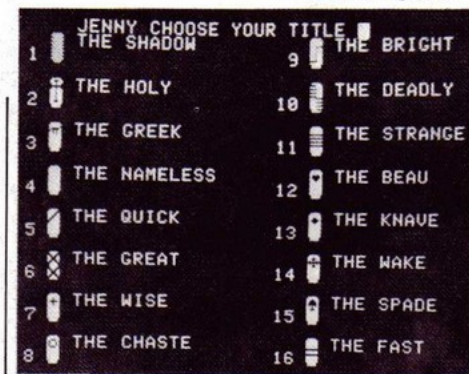 JENNY CHOOSE YOUR TITLE
1 THE SHADOW
2 THE HOLY
3 THE GREEK
4 THE NAMELESS
5 THE QUICK
6 THE GREAT
7 THE WISE
8 THE CHASTE
9 THE BRIGHT
10 THE DEADLY
11 THE STRANGE
12 THE BEAU
13 THE KNAVE
14 THE WAKE
15 THE SPADE
16 THE FAST